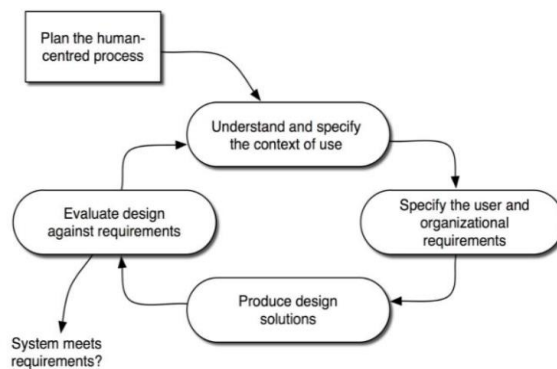 Plan the human-
centred process
Understand and specify
the context of use
Specify the user and
organizational
requirements
Produce design
solutions
Evaluate design
against requirements
System meets
requirements?